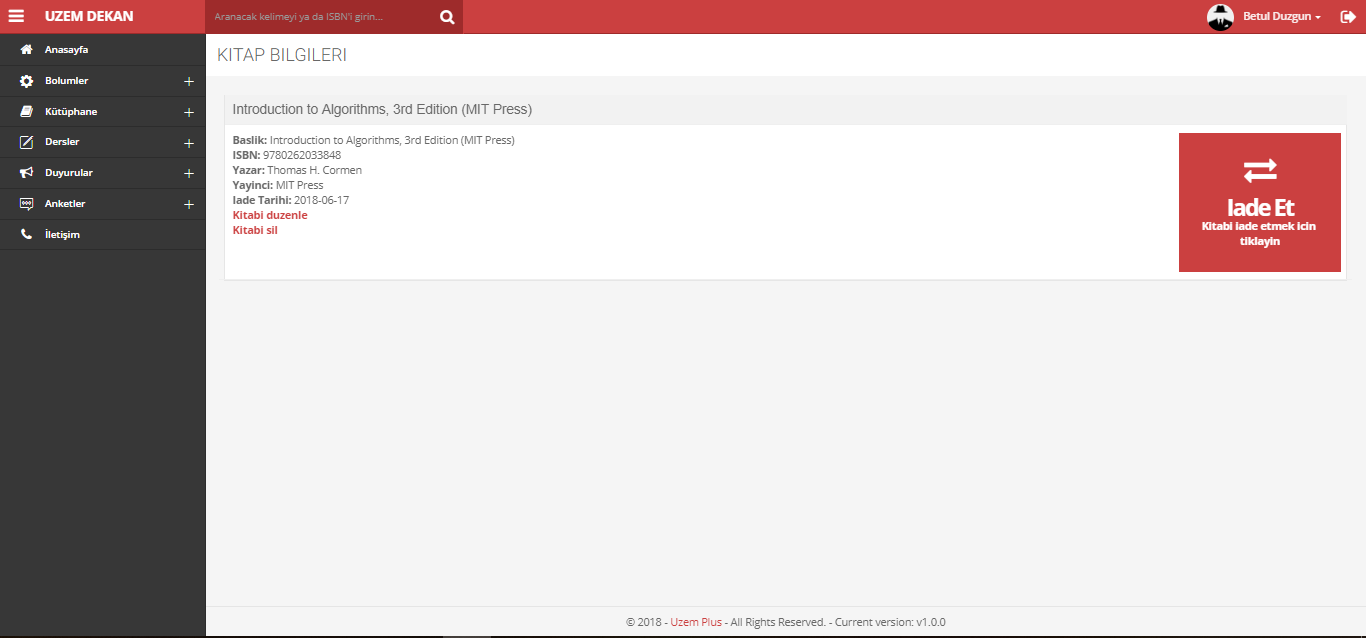 UZEM DEKAN
Aranacak kelimeyi ya da ISBN'i girin...
Betul Duzgun
Anasayfa
Bolumler
Kütüphane
Dersler
Duyurular
Anketler
İletişim
KITAP BILGILERI
Introduction to Algorithms, 3rd Edition (MIT Press)
Baslik: Introduction to Algorithms, 3rd Edition (MIT Press)
ISBN: 9780262033848
Yazar: Thomas H. Cormen
Yayinci: MIT Press
Iade Tarihi: 2018-06-17
Kitabi duzenle
Kitabi sil
Iade Et
Kitabi iade etmek icin
tiklayin
© 2018 - Uzem Plus - All Rights Reserved. - Current version: v1.0.0